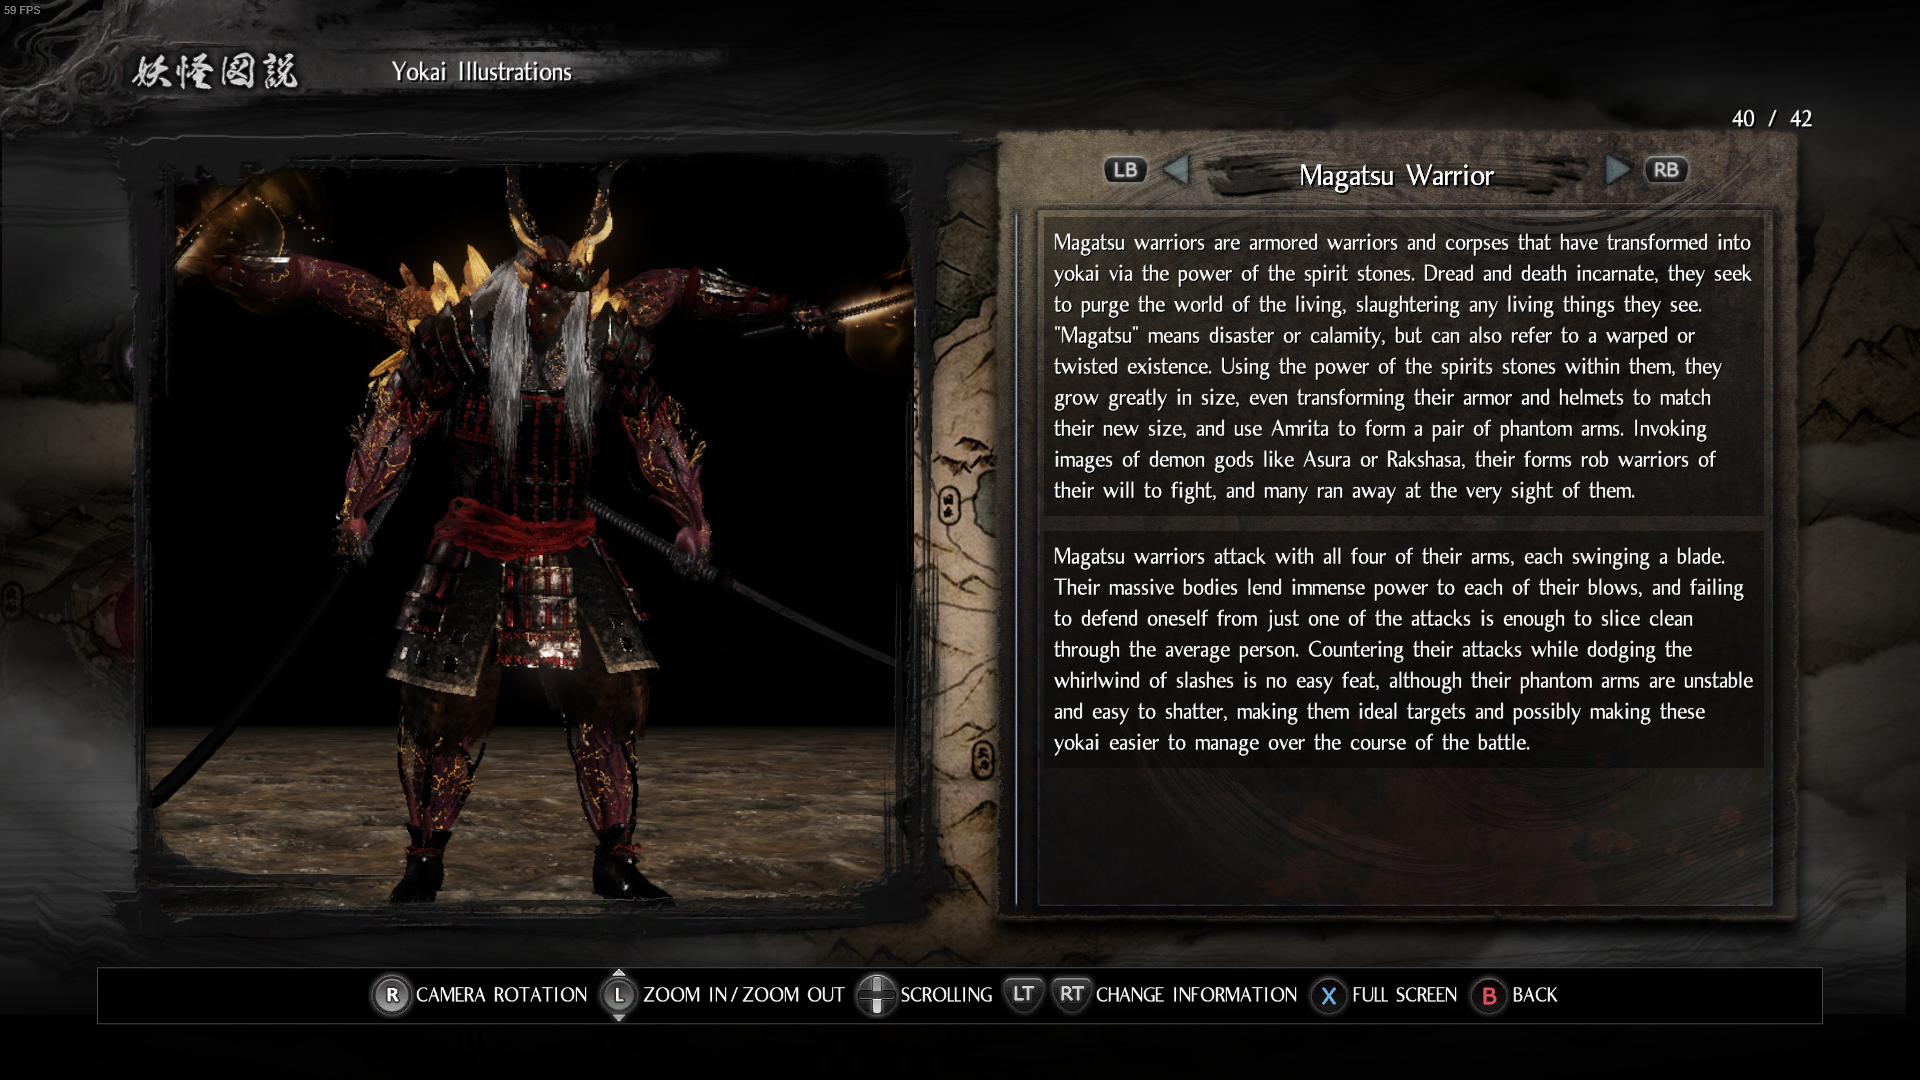 59 FPS
妖怪図説
Yokai Illustrations
40 / 42
LB
Magatsu Warrior
RB
Magatsu warriors are armored warriors and corpses that have transformed into
yokai via the power of the spirit stones. Dread and death incarnate, they seek
to purge the world of the living, slaughtering any living things they see.
"Magatsu" means disaster or calamity, but can also refer to a warped or
twisted existence. Using the power of the spirits stones within them, they
grow greatly in size, even transforming their armor and helmets to match
their new size, and use Amrita to form a pair of phantom arms. Invoking
images of demon gods like Asura or Rakshasa, their forms rob warriors of
their will to fight, and many ran away at the very sight of them.
Magatsu warriors attack with all four of their arms, each swinging a blade.
Their massive bodies lend immense power to each of their blows, and failing
to defend oneself from just one of the attacks is enough to slice clean
through the average person. Countering their attacks while dodging the
whirlwind of slashes is no easy feat, although their phantom arms are unstable
and easy to shatter, making them ideal targets and possibly making these
yokai easier to manage over the course of the battle.
R CAMERA ROTATION L ZOOM IN / ZOOM OUT SCROLLING LT RT CHANGE INFORMATION X FULL SCREEN B BACK